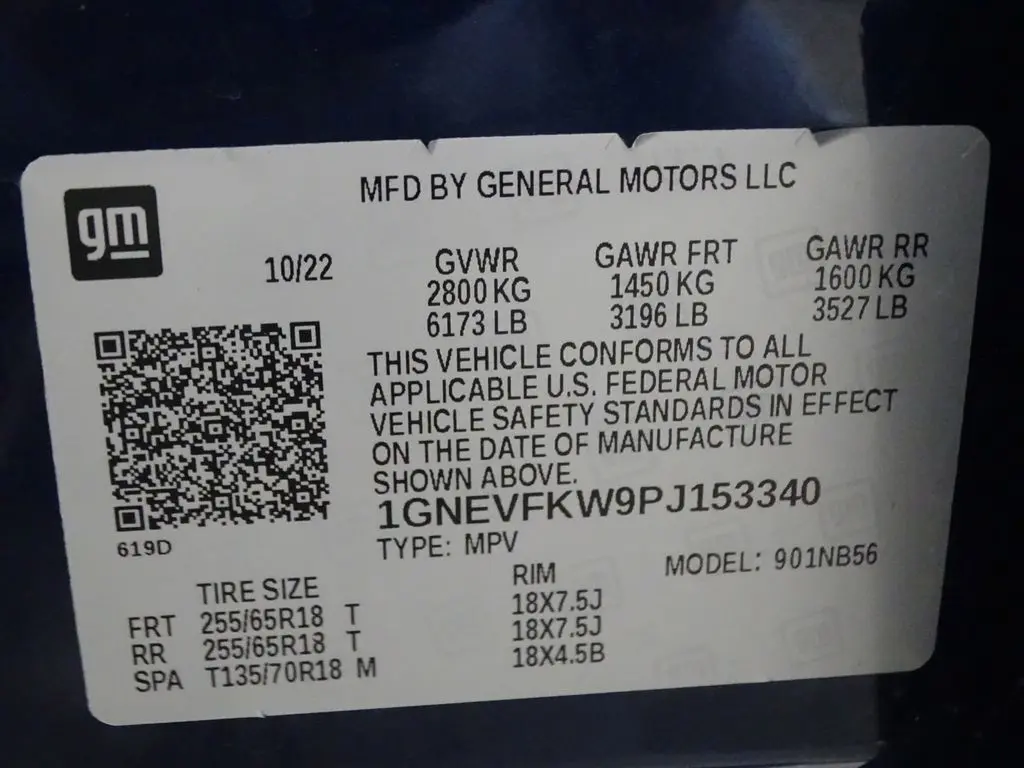 MFD BY GENERAL MOTORS LLC
gm
10/22
GVWR GAWR FRT GAWR RR
2800 KG 1450 KG 1600 KG
6173 LB 3196 LB 3527 LB
THIS VEHICLE CONFORMS TO ALL
APPLICABLE U.S. FEDERAL MOTOR
VEHICLE SAFETY STANDARDS IN EFFECT
ON THE DATE OF MANUFACTURE
SHOWN ABOVE.
1GNEVFKW9PJ153340
619D
TYPE: MPV MODEL: 901NB56
TIRE SIZE RIM
FRT 255/65R18 T 18X7.5J
RR 255/65R18 T 18X7.5J
SPA T135/70R18 M 18X4.5B